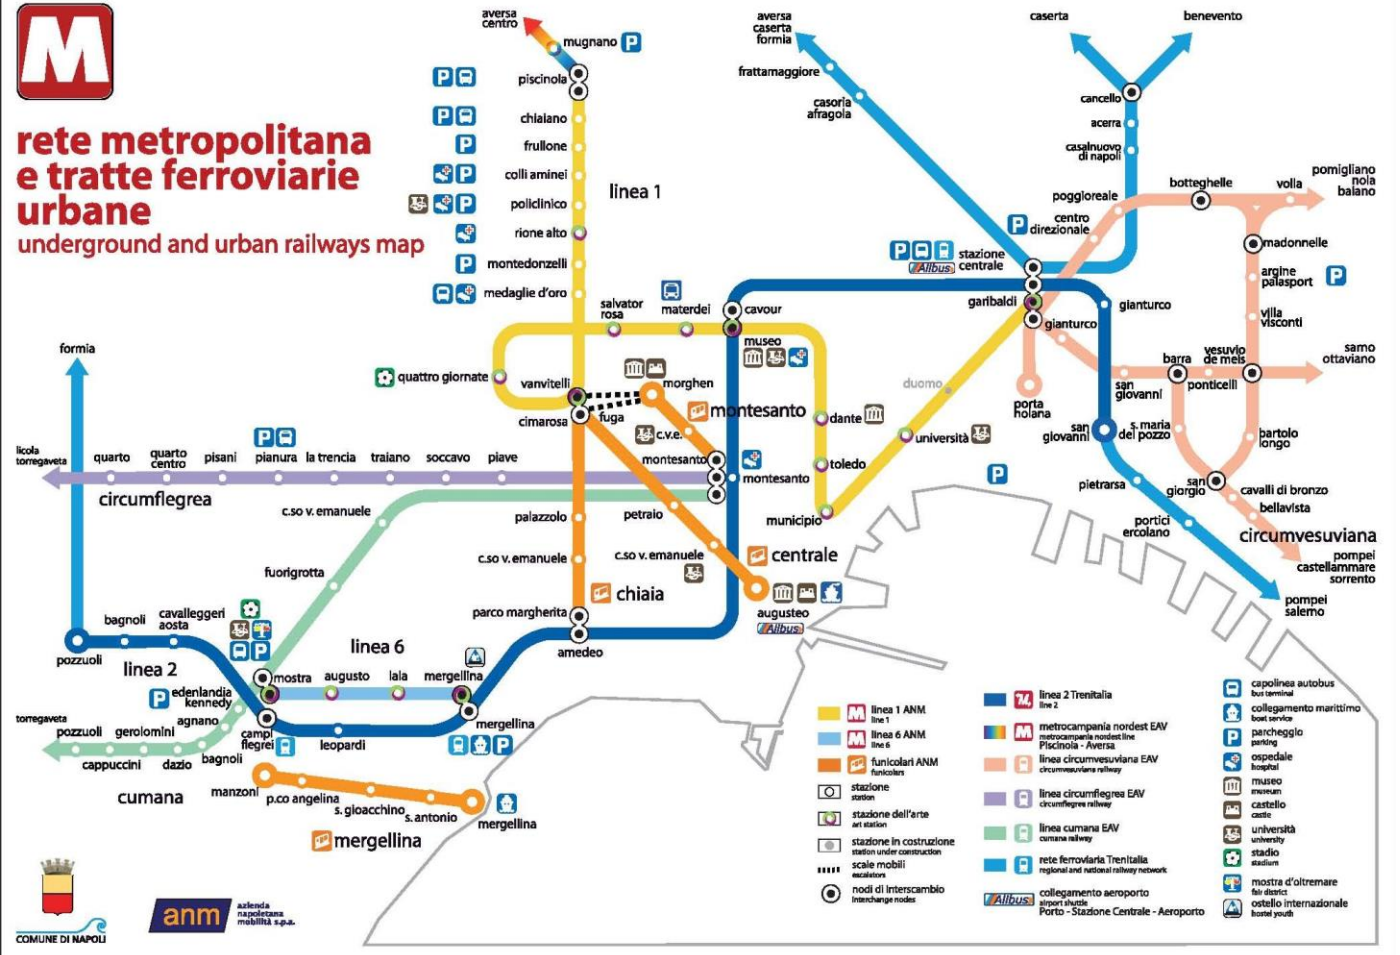 M
rete metropolitana
e tratte ferroviarie
urbane
underground and urban railways map
aversa
centro
mugnano
P
piscinola
P
chiaiano
P
frullone
P
colli aminei
P
policlinico
P
rione alto
montedonzelli
P
medaglie d'oro
linea 1
aversa
caserta
formia
frattamaggiore
casoria
afragola
caserta
benevento
cancello
acerra
casalnuovo
di napoli
poggioreale
botteghelle
volla
pomigliano
nola
baiano
centro
direzionale
P
P
Alibus
stazione
centrale
madonnelle
argine
palasport
P
garibaldi
gianturco
gianturco
villa
visconti
salvator
rosa
materdei
cavour
museo
formia
quattro giornate
vanvitelli
morghen
cimarosa
fuga
montesanto
c.v.e.
duomo
dante
università
toledo
municipio
porta
nolana
san
giovanni
barra
ponticelli
vesuvio
de meis
samo
ottaviano
san
giovanni
s. maria
del pozzo
bartolo
longo
P
pietrarsa
san
giorgio
cavalli di bronzo
bellavista
portici
ercolano
circumvesuviana
pompei
castellammare
sorrento
pompei
salerno
licola
torregaveta
quarto
quarto
centro
pisani
P
pianura
la trencia
traiano
soccavo
piave
montesanto
montesanto
circumflegrea
c.so v. emanuele
palazzolo
petraio
c.so v. emanuele
c.so v. emanuele
centrale
fuorigrotta
chiaia
augusteo
Alibus
parco margherita
amedeo
bagnoli
cavalleggeri
aosta
P
pozzuoli
linea 2
linea 6
mostra
augusto
lala
mergellina
P
edenlandia
kennedy
agnano
torregaveta
pozzuoli
gerolomini
cappuccini
dazio
bagnoli
campi
flegrei
leopardi
mergellina
P
cumana
manzoni
p.co angelina
s. gioacchino
s. antonio
mergellina
mergellina
COMUNE DI NAPOLI
anm
azienda
napoletana
mobilità s.p.a.
M
linea 1 ANM
line 1
M
linea 6 ANM
line 6
funicolari ANM
funicolars
stazione
station
stazione dell'arte
art station
stazione in costruzione
station under construction
scale mobili
escalators
nodi di interscambio
interchange nodes
linea 2 Trenitalia
line 2
M
metrocampania nordest EAV
metrocampania nordest line
Piscinola - Aversa
linea circumvesuviana EAV
circumvesuviana railway
linea circumflegrea EAV
circumflegrea railway
linea cumana EAV
cumana railway
rete ferroviaria Trenitalia
regional and national railway network
Alibus
collegamento aeroporto
airport shuttle
Porto - Stazione Centrale - Aeroporto
capolinea autobus
bus terminal
collegamento marittimo
boat service
P
parcheggio
parking
ospedale
hospital
museo
museum
castello
castle
università
university
stadio
stadium
mostra d'oltremare
fair district
ostello internazionale
hostel youth